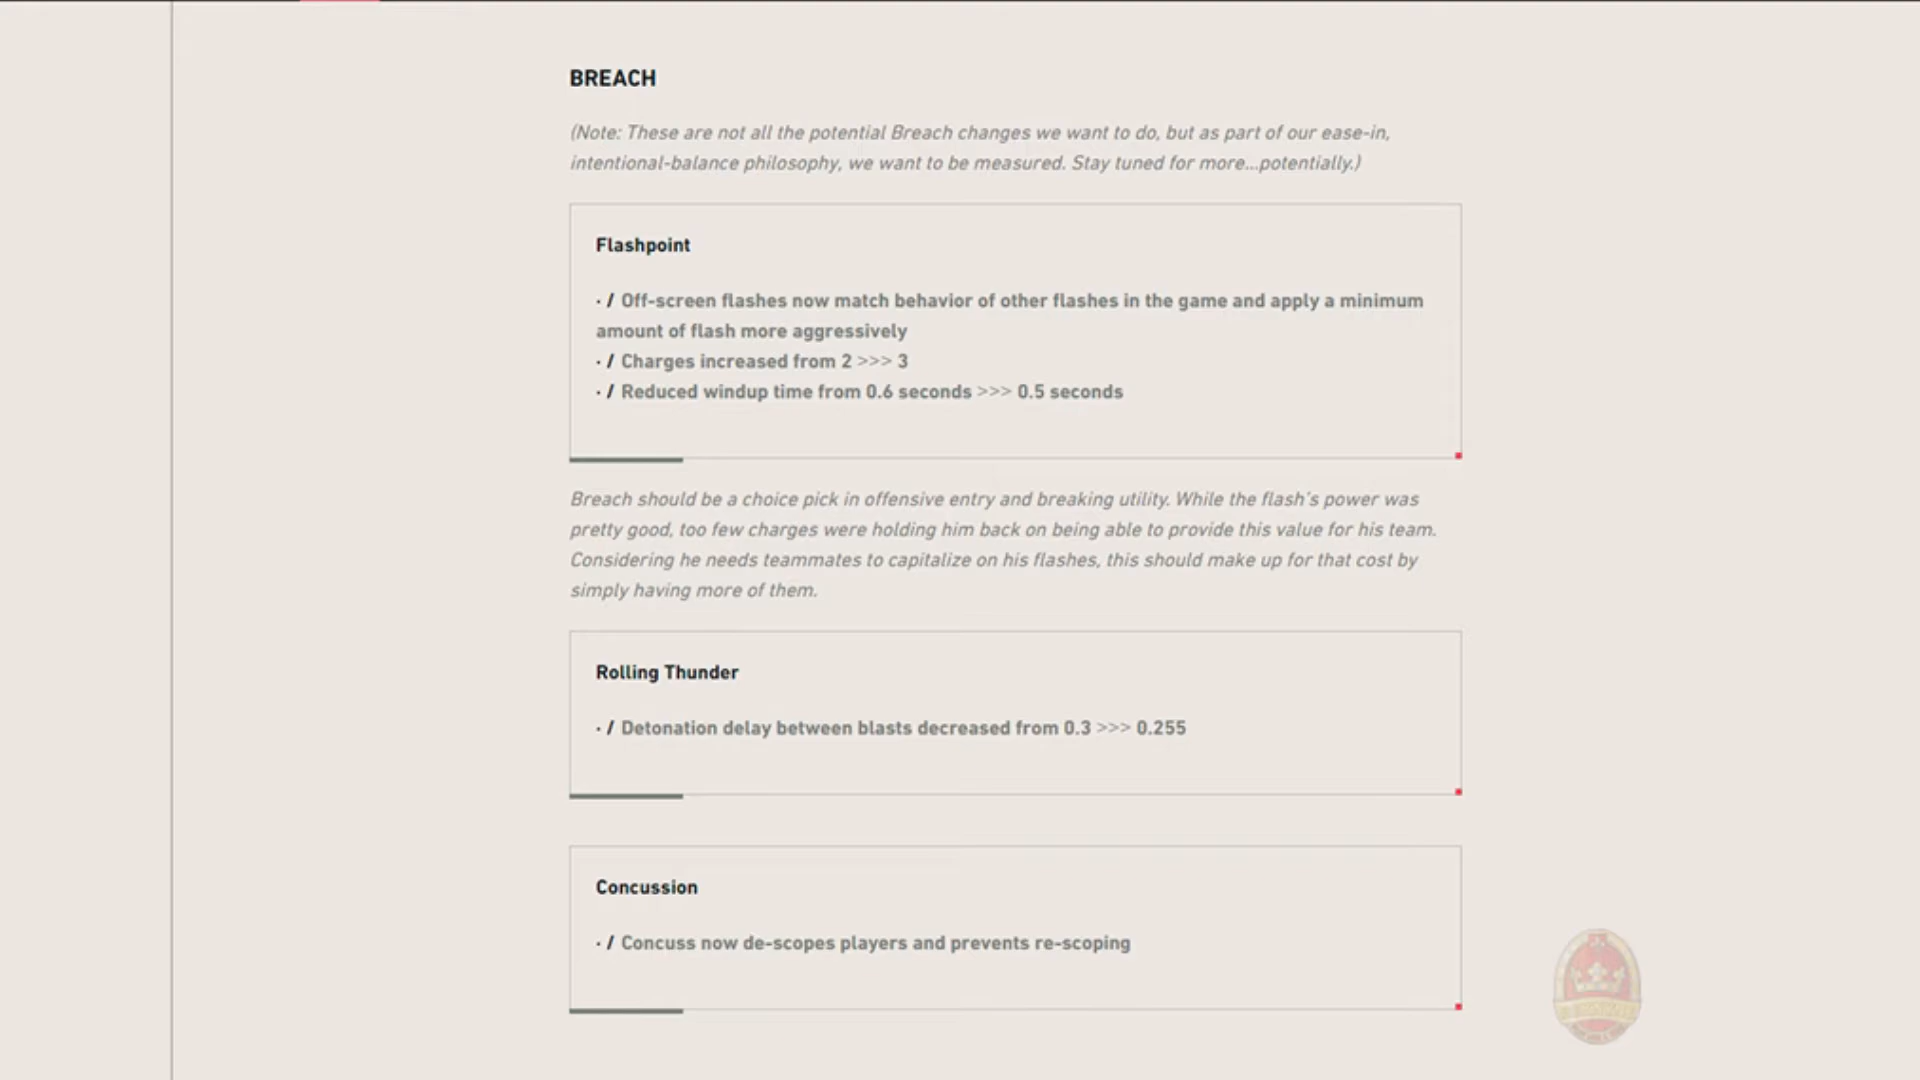 BREACH
(Note: These are not all the potential Breach changes we want to do, but as part of our ease-in,
intentional-balance philosophy, we want to be measured. Stay tuned for more...potentially.)
Flashpoint
· / Off-screen flashes now match behavior of other flashes in the game and apply a minimum
amount of flash more aggressively
· / Charges increased from 2 >>> 3
· / Reduced windup time from 0.6 seconds >>> 0.5 seconds
Breach should be a choice pick in offensive entry and breaking utility. While the flash's power was
pretty good, too few charges were holding him back on being able to provide this value for his team.
Considering he needs teammates to capitalize on his flashes, this should make up for that cost by
simply having more of them.
Rolling Thunder
· / Detonation delay between blasts decreased from 0.3 >>> 0.255
Concussion
· / Concuss now de-scopes players and prevents re-scoping